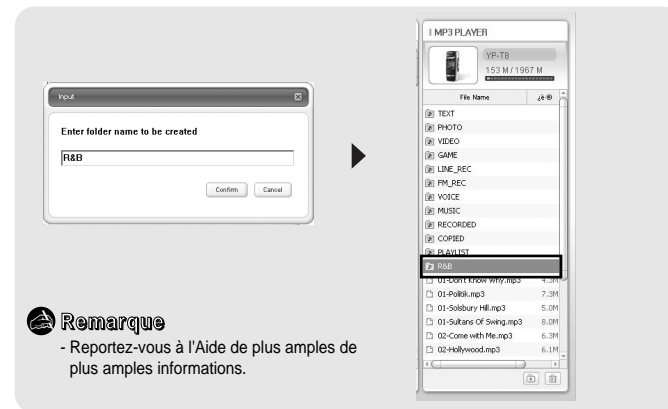 Input
Enter folder name to be created
R&B
Confirm Cancel
Remarque
- Reportez-vous à l'Aide de plus amples de
plus amples informations.
MP3 PLAYER
YP-T8
153 M / 1967 M
File Name ¿ë·®
TEXT
PHOTO
VIDEO
GAME
LINE_REC
FM_REC
VOICE
MUSIC
RECORDED
COPIED
PLAYLIST
R&B
01-Don't Know Why.mp3 4.3M
01-Politik.mp3 7.3M
01-Solsbury Hill.mp3 5.0M
01-Sultans Of Swing.mp3 8.0M
02-Come with Me.mp3 6.3M
02-Hollywood.mp3 6.1M